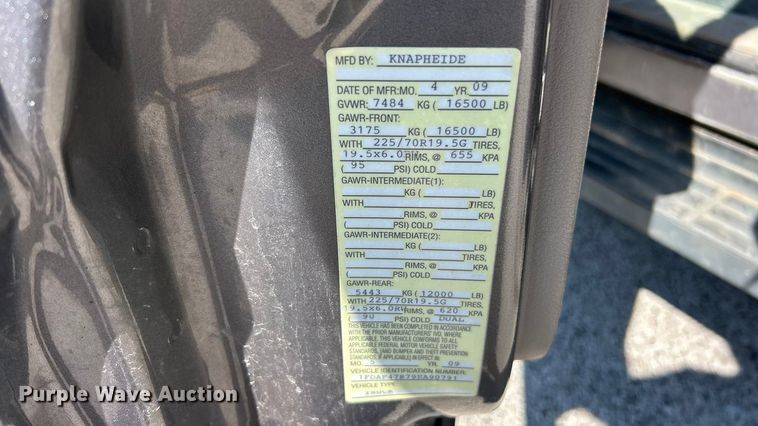 MFD BY: KNAPHEIDE
DATE OF MFR:MO. 4 YR. 09
GVWR: 7484 KG ( 16500 LB)
GAWR-FRONT:
3175 KG ( 16500 LB)
WITH 225/70R19.5G TIRES,
19.5x6.0 RIMS, @ 655 KPA
( 95 PSI) COLD
GAWR-INTERMEDIATE(1):
KG ( LB)
WITH TIRES,
RIMS, @ KPA
( PSI) COLD
GAWR-INTERMEDIATE(2):
KG ( LB)
WITH TIRES,
RIMS, @ KPA
( PSI) COLD
GAWR-REAR:
5443 KG ( 12000 LB)
WITH 225/70R19.5G TIRES,
19.5x6.0RW RIMS, @ 620 KPA
( 90 PSI) COLD DUAL
THIS VEHICLE HAS BEEN COMPLETED IN ACCORDANCE
WITH THE PRIOR MANUFACTURERS' IVD, WHERE
APPLICABLE. THIS VEHICLE CONFORMS TO ALL
APPLICABLE FEDERAL MOTOR VEHICLE SAFETY
STANDARDS, (AND BUMPER AND THEFT PREVENTION
STANDARDS IF APPLICABLE) IN EFFECT IN
MO. 5 YR. 09
VEHICLE IDENTIFICATION NUMBER:
1FDAF47R79EA90791
VEHICLE TYPE:
Purple Wave Auction